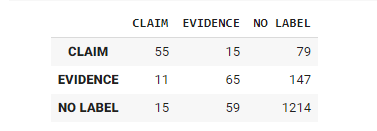 CLAIM EVIDENCE NO LABEL
CLAIM 55 15 79
EVIDENCE 11 65 147
NO LABEL 15 59 1214